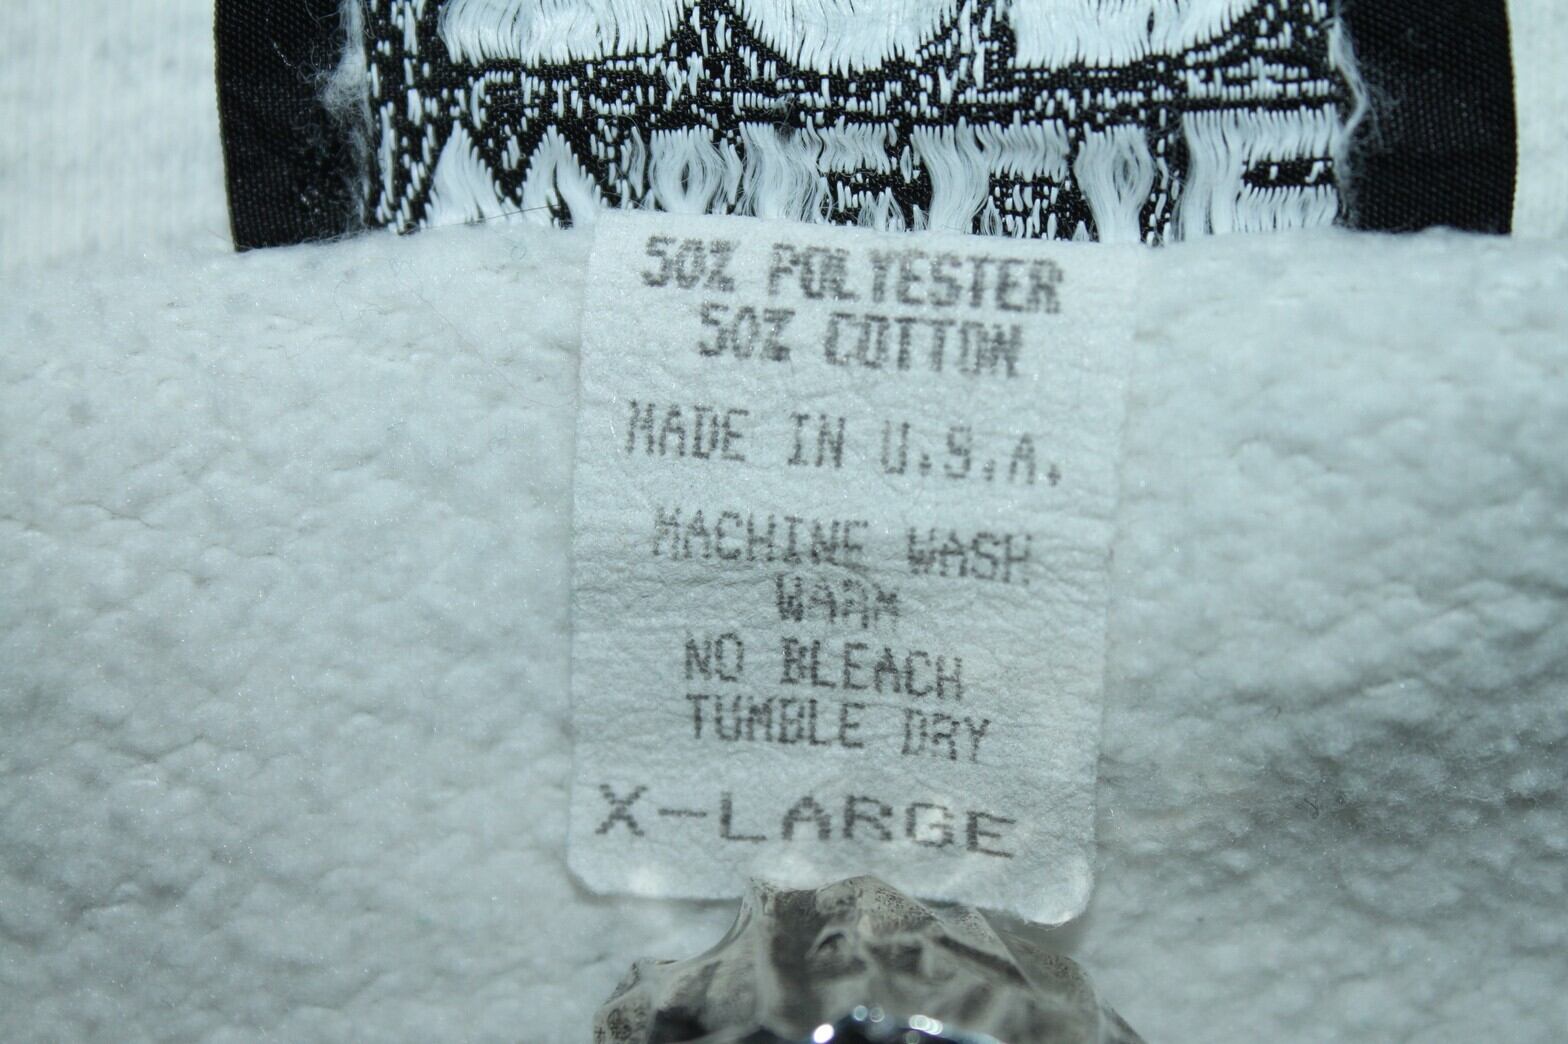 50% POLYESTER
50% COTTON
MADE IN U.S.A.
MACHINE WASH
WARM
NO BLEACH
TUMBLE DRY
X-LARGE